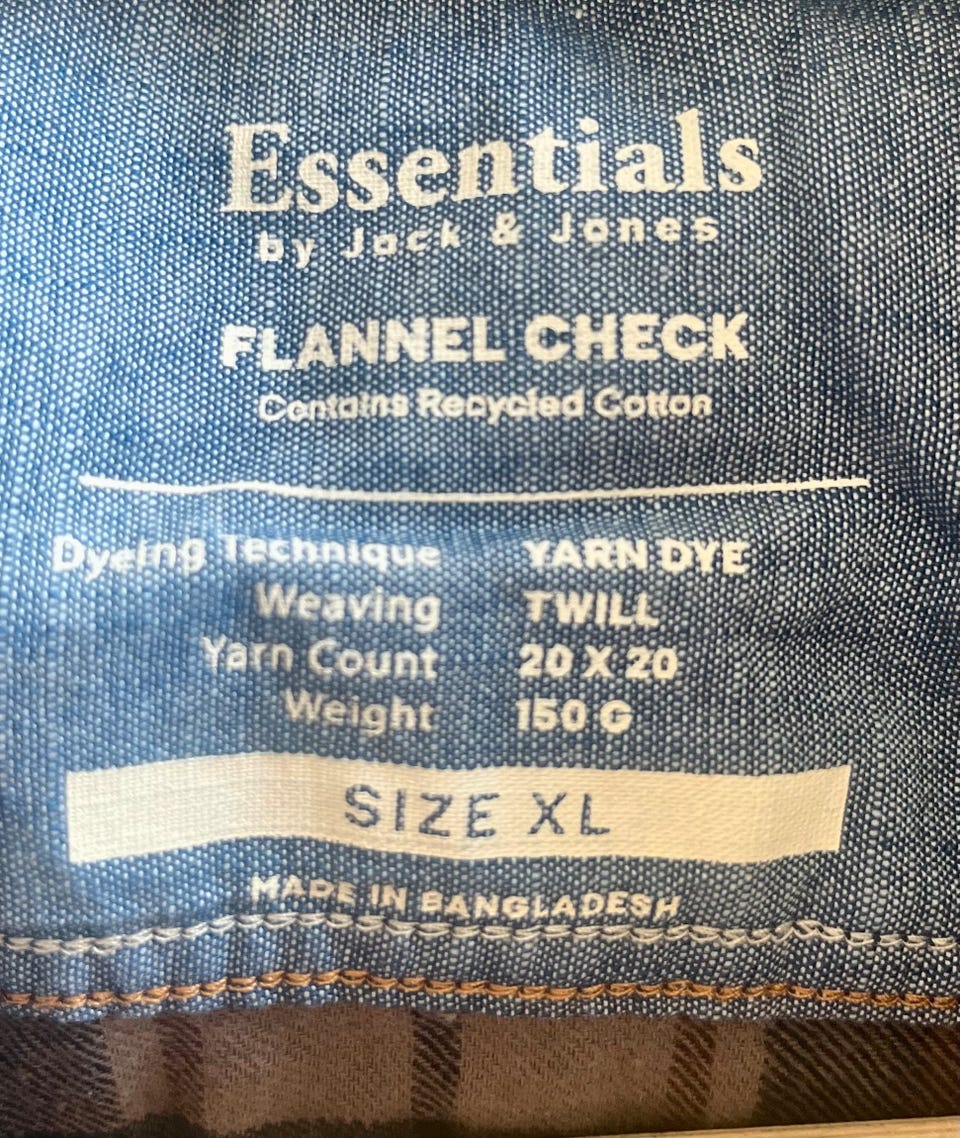 Essentials
by Jack & Jones
FLANNEL CHECK
Contains Recycled Cotton
Dyeing Technique YARN DYE
Weaving TWILL
Yarn Count 20 X 20
Weight 150 G
SIZE XL
MADE IN BANGLADESH